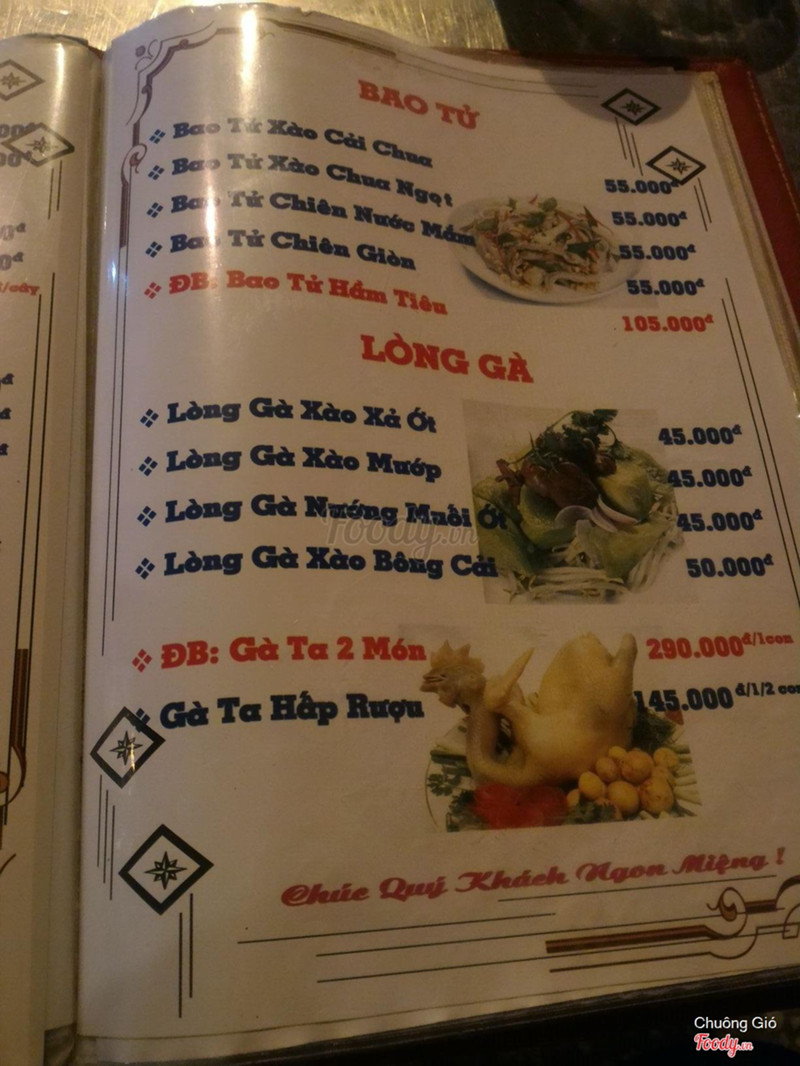 BAO TỬ
Bao Tử Xào Cải Chua 55.000đ
Bao Tử Xào Chua Ngọt 55.000đ
Bao Tử Chiên Nước Mắm 55.000đ
Bao Tử Chiên Giòn 55.000đ
ĐB: Bao Tử Hầm Tiêu 105.000đ
LÒNG GÀ
Lòng Gà Xào Xả Ớt 45.000đ
Lòng Gà Xào Mướp 45.000đ
Lòng Gà Nướng Muối Ớt 45.000đ
Lòng Gà Xào Bông Cải 50.000đ
ĐB: Gà Ta 2 Món 290.000đ/1con
Gà Ta Hấp Rượu 145.000đ/1/2 con
Chúc Quý Khách Ngon Miệng !
Foody.vn
Chuông Gió
Foody.vn